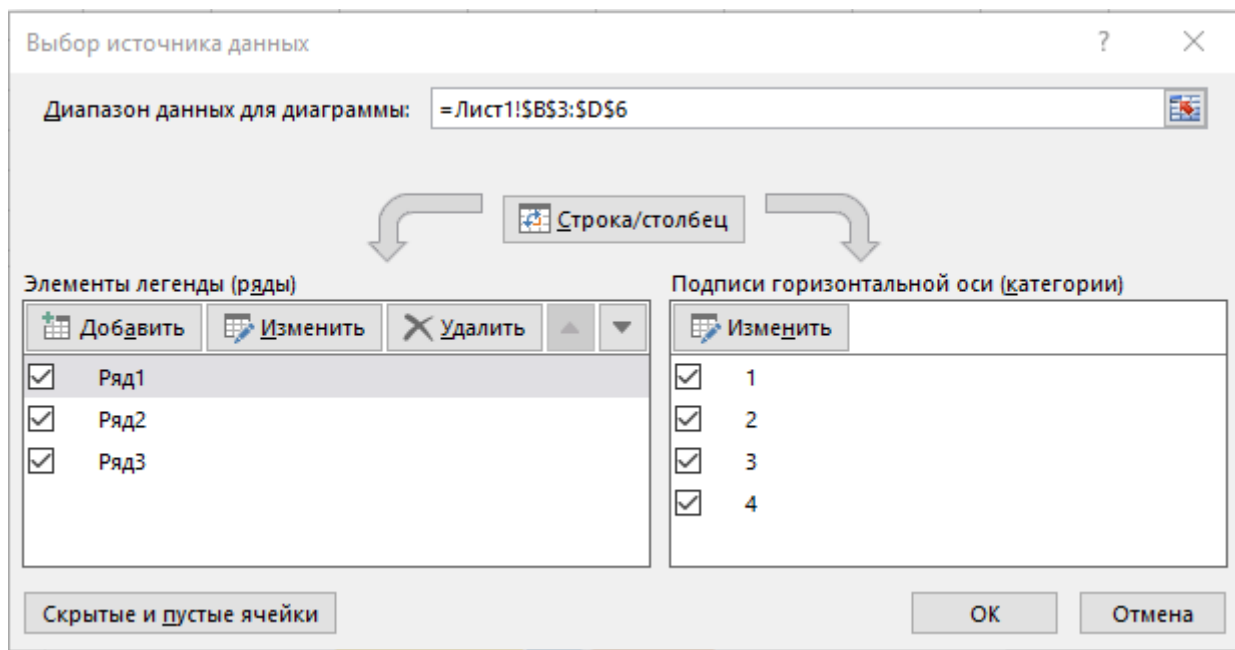 Выбор источника данных
?
Диапазон данных для диаграммы: =Лист1!$B$3:$D$6
Строка/столбец
Элементы легенды (ряды)
Добавить Изменить Удалить
Ряд1
Ряд2
Ряд3
Подписи горизонтальной оси (категории)
Изменить
1
2
3
4
Скрытые и пустые ячейки
ОК Отмена